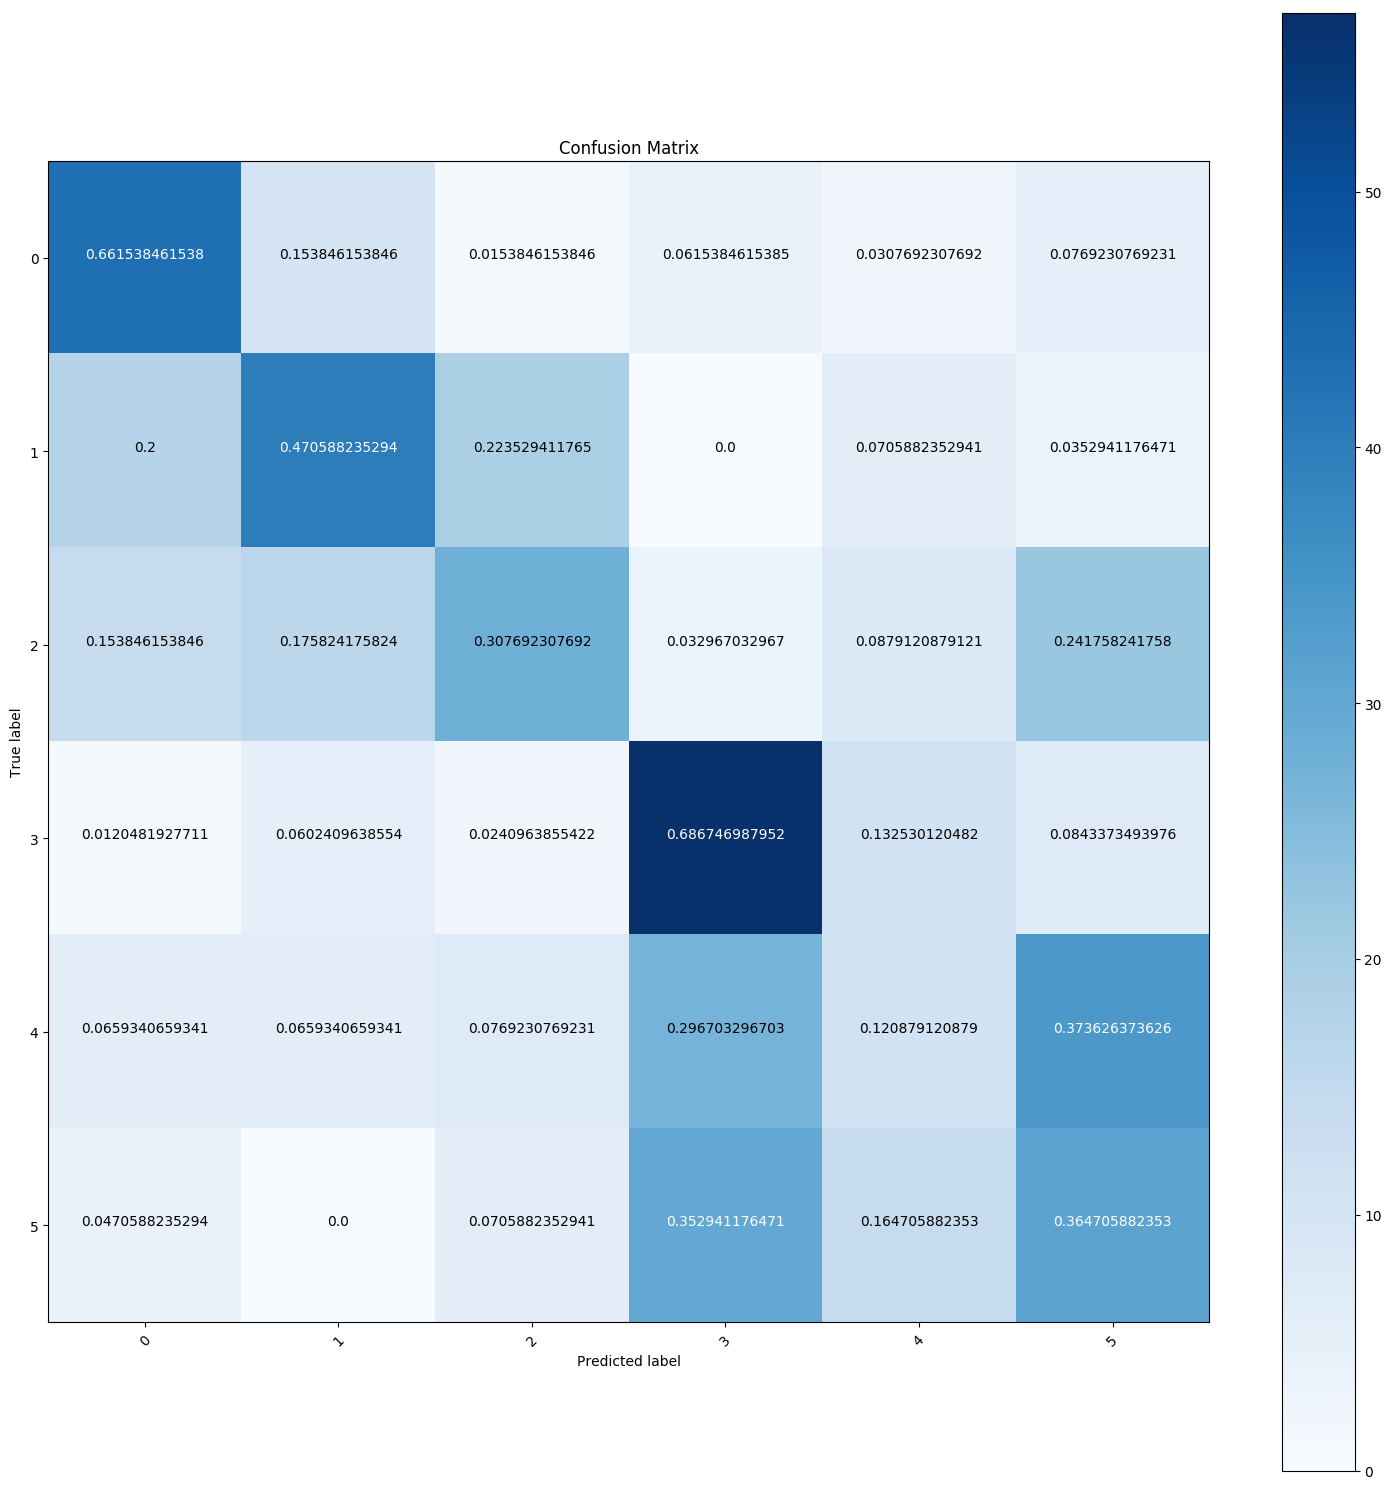 Confusion Matrix
0 0.661538461538 0.153846153846 0.0153846153846 0.0615384615385 0.0307692307692 0.0769230769231
1 0.2 0.470588235294 0.223529411765 0.0 0.0705882352941 0.0352941176471
2 0.153846153846 0.175824175824 0.307692307692 0.032967032967 0.0879120879121 0.241758241758
3 0.0120481927711 0.0602409638554 0.0240963855422 0.686746987952 0.132530120482 0.0843373493976
4 0.0659340659341 0.0659340659341 0.0769230769231 0.296703296703 0.120879120879 0.373626373626
5 0.0470588235294 0.0 0.0705882352941 0.352941176471 0.164705882353 0.364705882353
0 1 2 3 4 5
Predicted label
True label
50
40
30
20
10
0